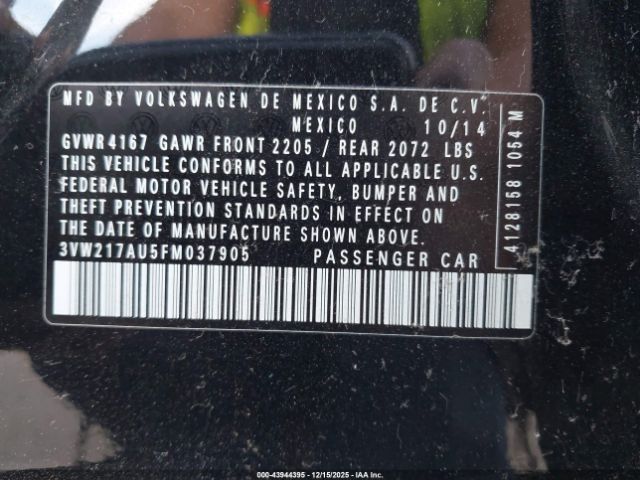 MFD BY VOLKSWAGEN DE MEXICO S.A. DE C.V.
MEXICO 10/14
GVWR 4167 GAWR FRONT 2205 / REAR 2072 LBS
THIS VEHICLE CONFORMS TO ALL APPLICABLE U.S.
FEDERAL MOTOR VEHICLE SAFETY, BUMPER AND
THEFT PREVENTION STANDARDS IN EFFECT ON
THE DATE OF MANUFACTURE SHOWN ABOVE.
3VW217AU5FM037905 PASSENGER CAR
4128158 1054 M
000-43944395 - 12/15/2025 - IAAI.CA